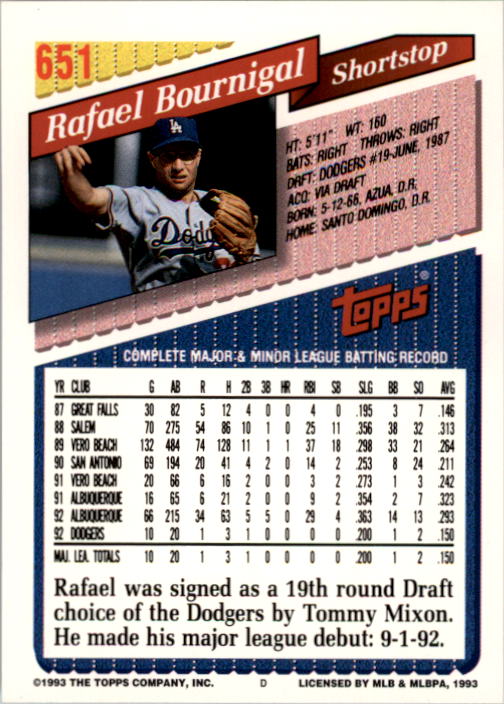 651
Rafael Bournigal
Shortstop
LA
Dodg
HT: 5'11" WT: 160
BATS: RIGHT THROWS: RIGHT
DRFT: DODGERS #19-JUNE, 1987
ACQ: VIA DRAFT
BORN: 5-12-66, AZUA, D.R.
HOME: SANTO DOMINGO, D.R.
TOPPS®
COMPLETE MAJOR & MINOR LEAGUE BATTING RECORD
YR CLUB G AB R H 2B 3B HR RBI SB SLG BB SO AVG
87 GREAT FALLS 30 82 5 12 4 0 0 4 0 .195 3 7 .146
88 SALEM 70 275 54 86 10 1 0 25 11 .356 38 32 .313
89 VERO BEACH 132 484 74 128 11 1 1 37 18 .298 33 21 .264
90 SAN ANTONIO 69 194 20 41 4 2 0 14 2 .253 8 24 .211
91 VERO BEACH 20 66 6 16 2 0 0 3 2 .273 1 3 .242
91 ALBUQUERQUE 16 65 6 21 2 0 0 9 2 .354 2 7 .323
92 ALBUQUERQUE 66 215 34 63 5 5 0 29 4 .363 14 13 .293
92 DODGERS 10 20 1 3 1 0 0 0 0 .200 1 2 .150
MAJ. LEA. TOTALS 10 20 1 3 1 0 0 0 0 .200 1 2 .150
Rafael was signed as a 19th round Draft
choice of the Dodgers by Tommy Mixon.
He made his major league debut: 9-1-92.
©1993 THE TOPPS COMPANY, INC. D LICENSED BY MLB & MLBPA, 1993